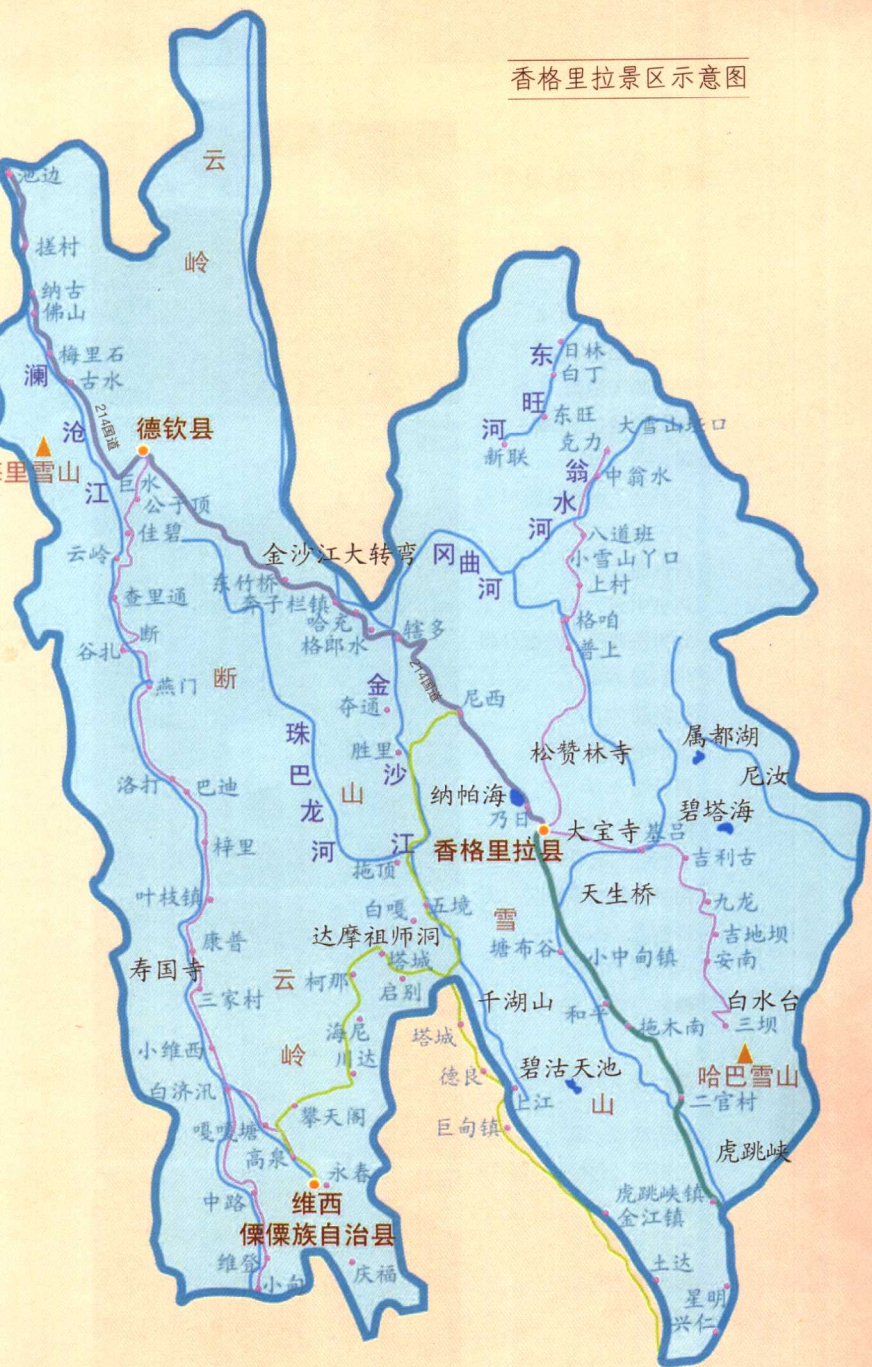 香格里拉景区示意图
云
岭
池边
搓村
纳古
佛山
梅里石
古水
澜
沧
江
214国道
德钦县
里雪山
巨水
公于顶
佳碧
云岭
查里通
断
谷扎
燕门
东
旺
河
日林
白丁
东旺
新联
克力
大雪山垭口
翁
水
河
中翁水
八道班
小雪山丫口
上村
格咱
普上
金沙江大转弯
冈
曲
河
东竹桥
奔子栏镇
哈充
格郎水
辖多
214国道
断
山
珠
巴
龙
河
金
沙
江
夺通
胜里
尼西
松赞林寺
属都湖
尼汝
碧塔海
纳帕海
乃日
香格里拉县
大宝寺
基吕
吉利古
洛打
巴迪
梓里
叶枝镇
拖顶
天生桥
九龙
白嘎
五境
雪
达摩祖师洞
吉地坝
安南
康普
塔城
塘布谷
小中甸镇
寿国寺
云
岭
柯那
启别
千湖山
白水台
三家村
和平
拖木南
三坝
海尼
川达
塔城
小维西
德良
碧沽天池
哈巴雪山
白济汛
上江
山
二官村
攀天阁
嘎嘎塘
巨甸镇
高泉
虎跳峡
永春
中路
维西
傈僳族自治县
虎跳峡镇
金江镇
维登
小甸
庆福
土达
星明
兴仁